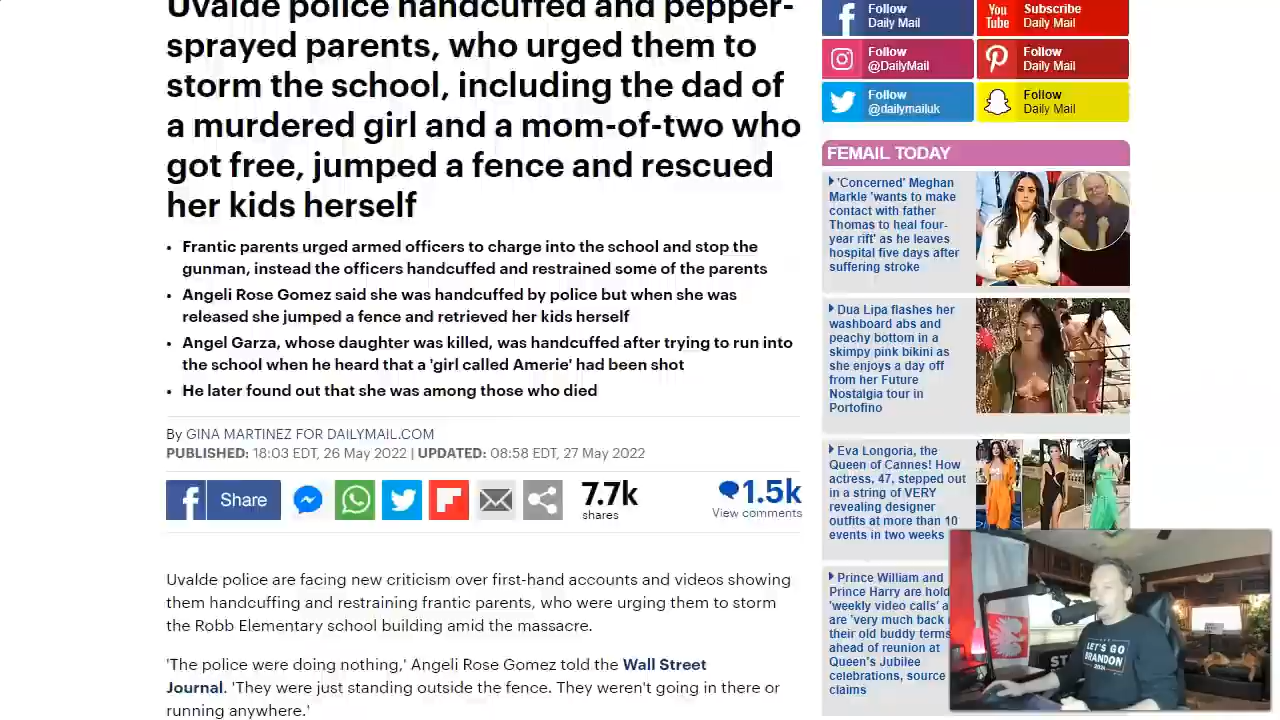 Uvalde police handcuffed and pepper-
sprayed parents, who urged them to
storm the school, including the dad of
a murdered girl and a mom-of-two who
got free, jumped a fence and rescued
her kids herself
• Frantic parents urged armed officers to charge into the school and stop the
gunman, instead the officers handcuffed and restrained some of the parents
• Angeli Rose Gomez said she was handcuffed by police but when she was
released she jumped a fence and retrieved her kids herself
• Angel Garza, whose daughter was killed, was handcuffed after trying to run into
the school when he heard that a 'girl called Amerie' had been shot
• He later found out that she was among those who died
By GINA MARTINEZ FOR DAILYMAIL.COM
PUBLISHED: 18:03 EDT, 26 May 2022 | UPDATED: 08:58 EDT, 27 May 2022
Share
7.7k
shares
1.5k
View comments
Uvalde police are facing new criticism over first-hand accounts and videos showing
them handcuffing and restraining frantic parents, who were urging them to storm
the Robb Elementary school building amid the massacre.
'The police were doing nothing,' Angeli Rose Gomez told the Wall Street
Journal. 'They were just standing outside the fence. They weren't going in there or
running anywhere.'
Follow
Daily Mail
You
Tube
Subscribe
Daily Mail
Follow
@DailyMail
Follow
Daily Mail
Follow
@dailymailuk
Follow
Daily Mail
FEMAIL TODAY
'Concerned' Meghan
Markle 'wants to make
contact with father
Thomas to heal four-
year rift' as he leaves
hospital five days after
suffering stroke
Dua Lipa flashes her
washboard abs and
peachy bottom in a
skimpy pink bikini as
she enjoys a day off
from her Future
Nostalgia tour in
Portofino
Eva Longoria, the
Queen of Cannes! How
actress, 47, stepped out
in a string of VERY
revealing designer
outfits at more than 10
events in two weeks
Prince William and
Prince Harry are hold
'weekly video calls' a
are 'very much back
their old buddy terms
ahead of reunion at
Queen's Jubilee
celebrations, source
claims
LET'S GO
BRANDON